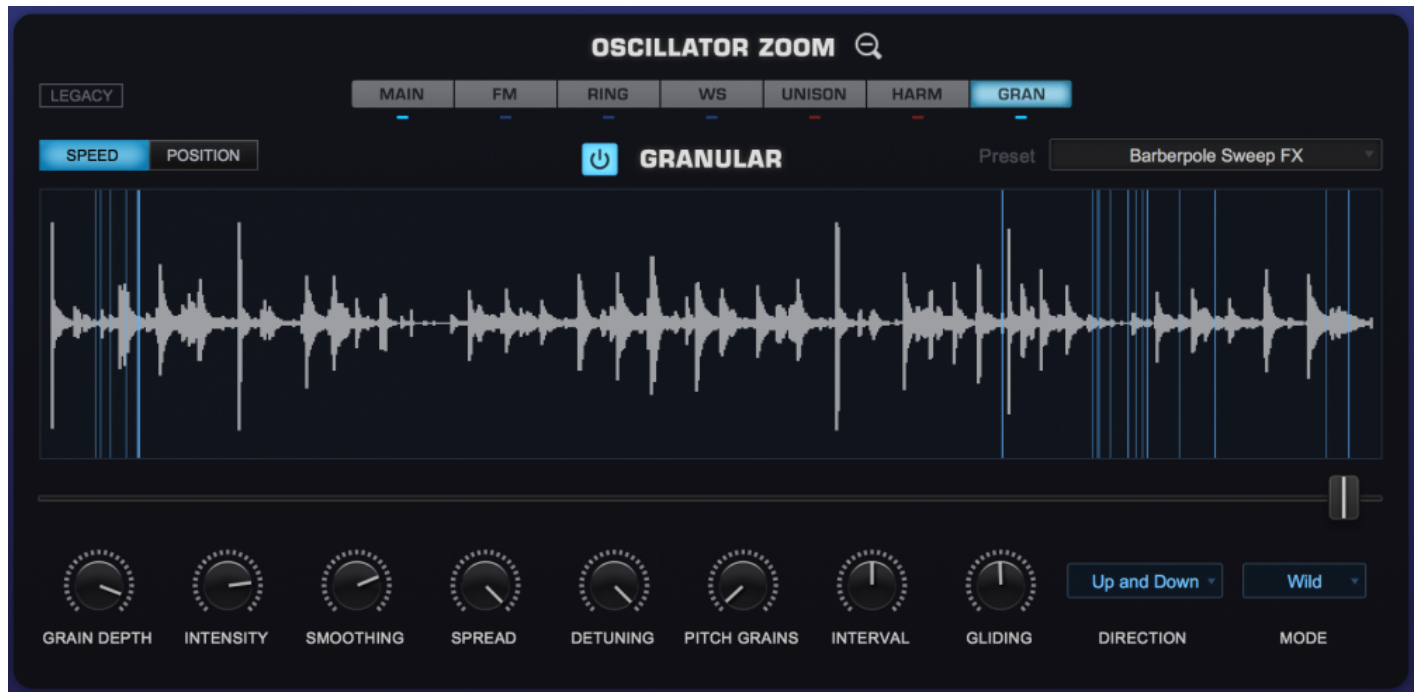 OSCILLATOR ZOOM
LEGACY
MAIN FM RING WS UNISON HARM GRAN
SPEED POSITION GRANULAR Preset Barberpole Sweep FX
Up and Down Wild
GRAIN DEPTH INTENSITY SMOOTHING SPREAD DETUNING PITCH GRAINS INTERVAL GLIDING DIRECTION MODE